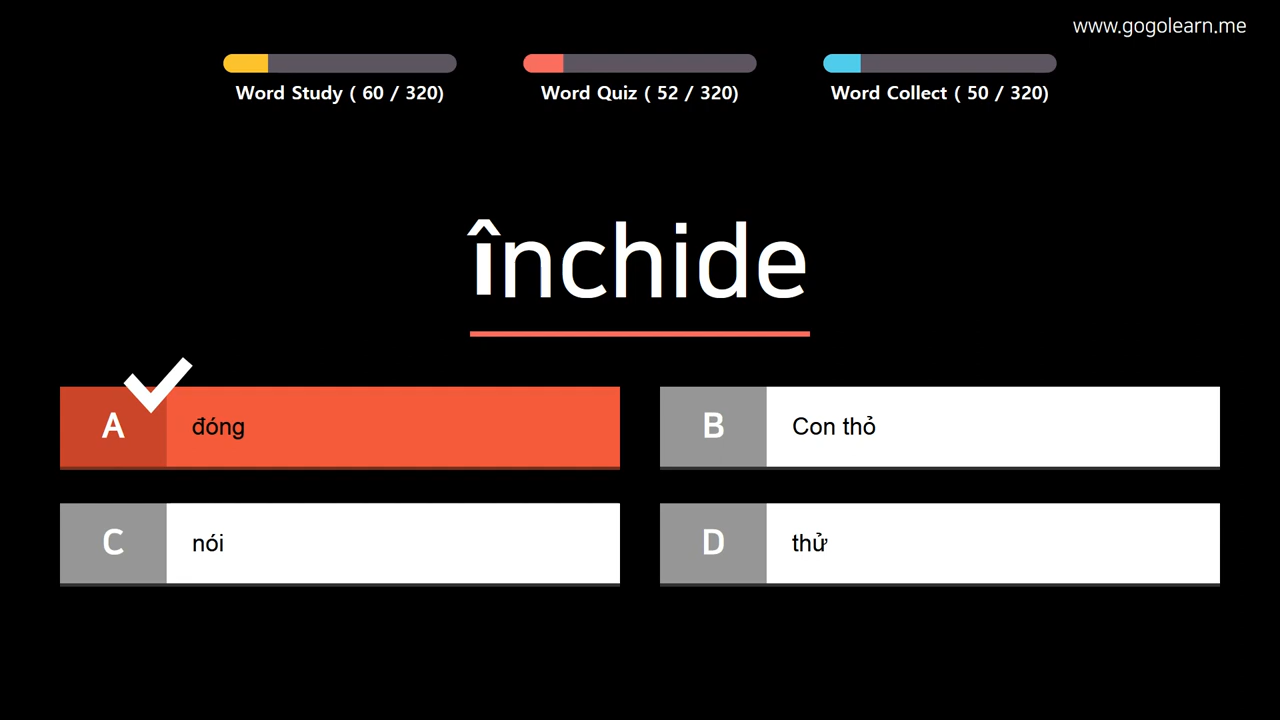 www.gogolearn.me
Word Study ( 60 / 320)
Word Quiz ( 52 / 320)
Word Collect ( 50 / 320)
închide
A
đóng
B
Con thỏ
C
nói
D
thử